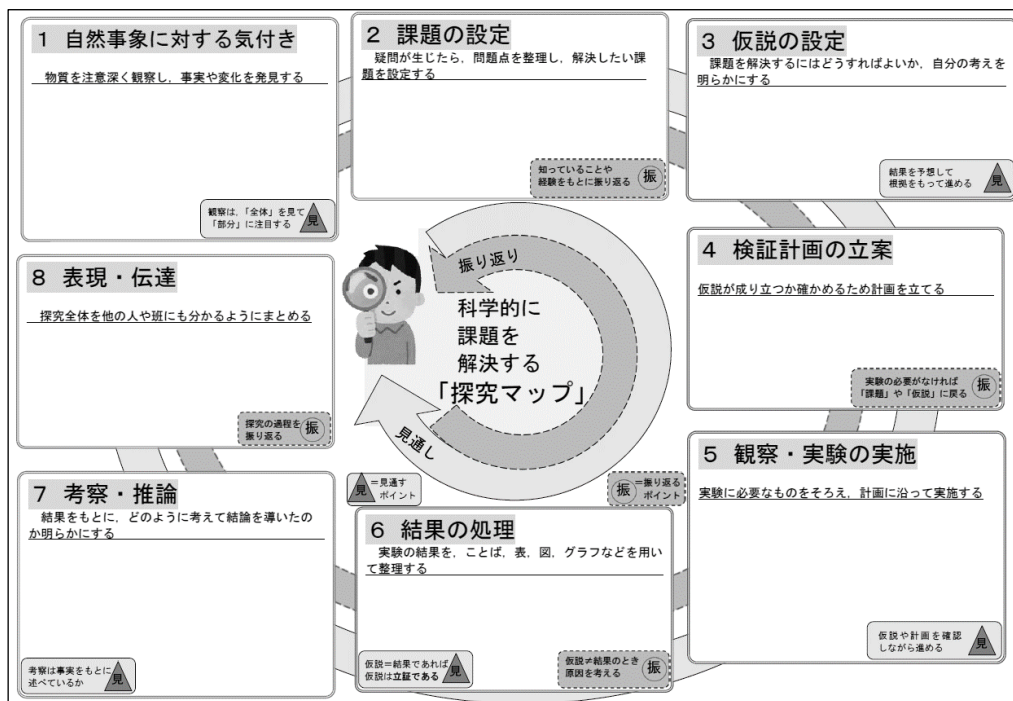 1 自然事象に対する気付き
物質を注意深く観察し，事実や変化を発見する
観察は，「全体」を見て
「部分」に注目する
見
2 課題の設定
疑問が生じたら，問題点を整理し，解決したい課
題を設定する
知っていることや
経験をもとに振り返る
振
3 仮説の設定
課題を解決するにはどうすればよいか，自分の考えを
明らかにする
結果を予想して
根拠をもって進める
見
4 検証計画の立案
仮説が成り立つか確かめるため計画を立てる
実験の必要がなければ
「課題」や「仮説」に戻る
振
5 観察・実験の実施
実験に必要なものをそろえ，計画に沿って実施する
仮説や計画を確認
しながら進める
見
6 結果の処理
実験の結果を，ことば，表，図，グラフなどを用い
て整理する
仮説＝結果であれば
仮説は立証である
見
仮説≠結果のとき
原因を考える
振
7 考察・推論
結果をもとに，どのように考えて結論を導いたの
か明らかにする
考察は事実をもとに
述べているか
見
8 表現・伝達
探究全体を他の人や班にも分かるようにまとめる
探究の過程を
振り返る
振
振り返り
科学的に
課題を
解決する
「探究マップ」
見通し
見
＝見通す
ポイント
振
＝振り返る
ポイント